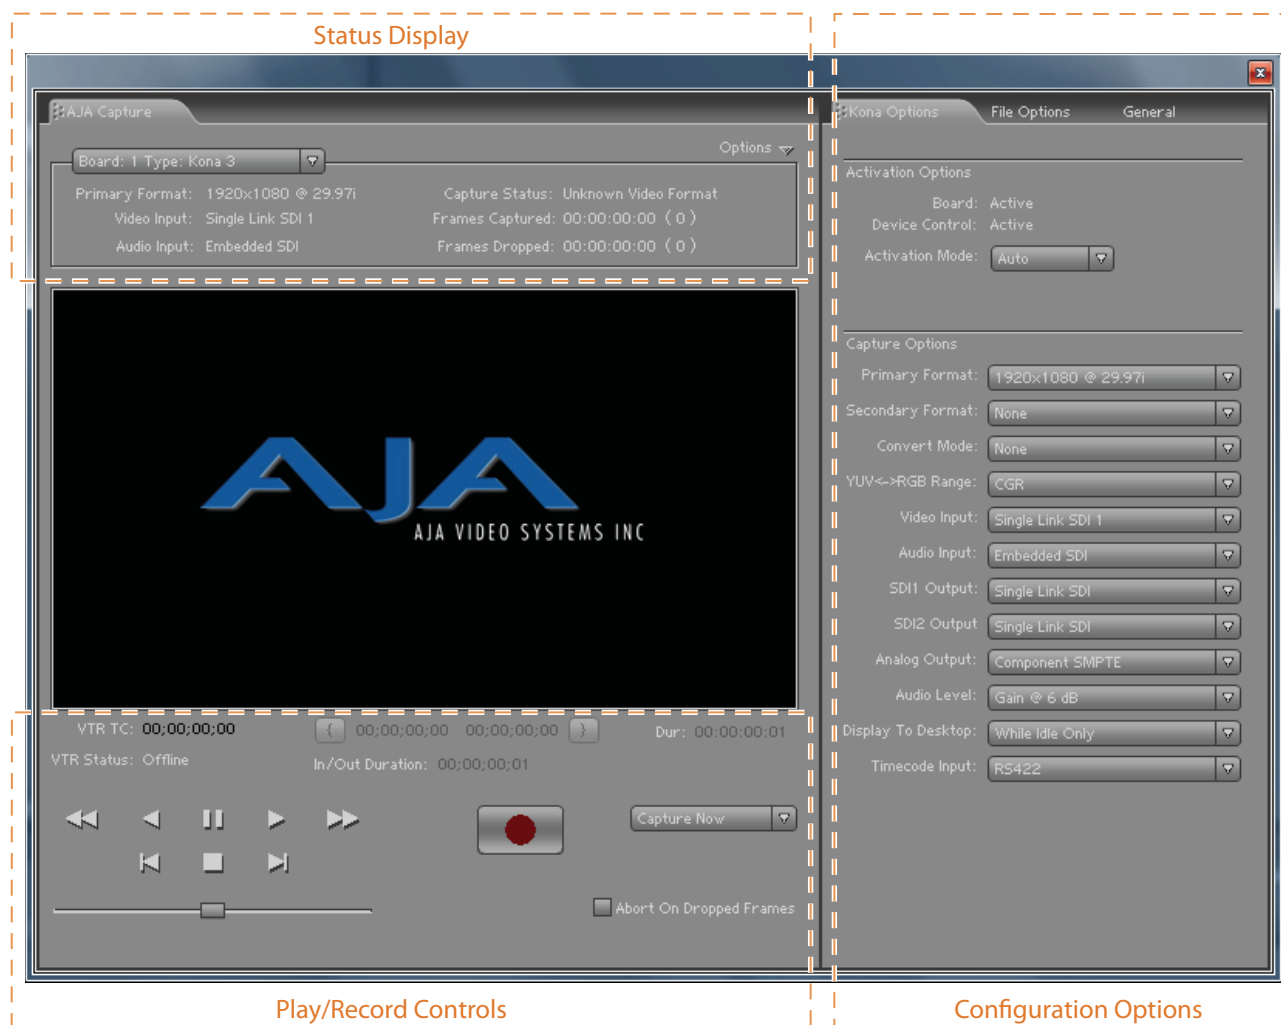 Status Display
AJA Capture
Kona Options
File Options
General
Board: 1 Type: Kona 3
Options
Primary Format: 1920x1080 @ 29.97i
Capture Status: Unknown Video Format
Video Input: Single Link SDI 1
Frames Captured: 00:00:00:00 ( 0 )
Audio Input: Embedded SDI
Frames Dropped: 00:00:00:00 ( 0 )
AJA
AJA VIDEO SYSTEMS INC
VTR TC: 00;00;00;00
{ 00;00;00;00 00;00;00;00 }
Dur: 00:00:00:01
VTR Status: Offline
In/Out Duration: 00;00;00;01
Capture Now
Abort On Dropped Frames
Play/Record Controls
Activation Options
Board: Active
Device Control: Active
Activation Mode: Auto
Capture Options
Primary Format: 1920x1080 @ 29.97i
Secondary Format: None
Convert Mode: None
YUV<->RGB Range: CGR
Video Input: Single Link SDI 1
Audio Input: Embedded SDI
SDI1 Output: Single Link SDI
SDI2 Output Single Link SDI
Analog Output: Component SMPTE
Audio Level: Gain @ 6 dB
Display To Desktop: While Idle Only
Timecode Input: RS422
Configuration Options